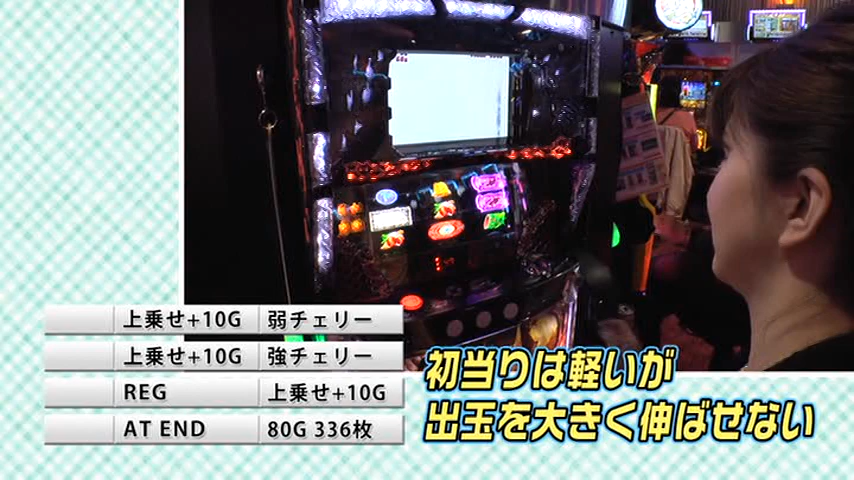 上乗せ+10G 弱チェリー
上乗せ+10G 強チェリー
REG 上乗せ+10G
AT END 80G 336枚
初当りは軽いが
出玉を大きく伸ばせない